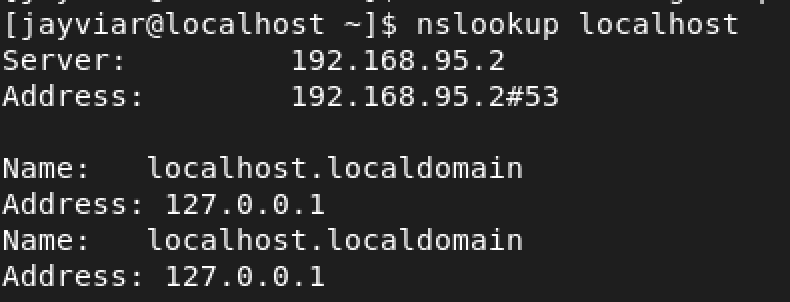 [jayviar@localhost ~]$ nslookup localhost
Server:         192.168.95.2
Address:        192.168.95.2#53

Name:   localhost.localdomain
Address: 127.0.0.1
Name:   localhost.localdomain
Address: 127.0.0.1